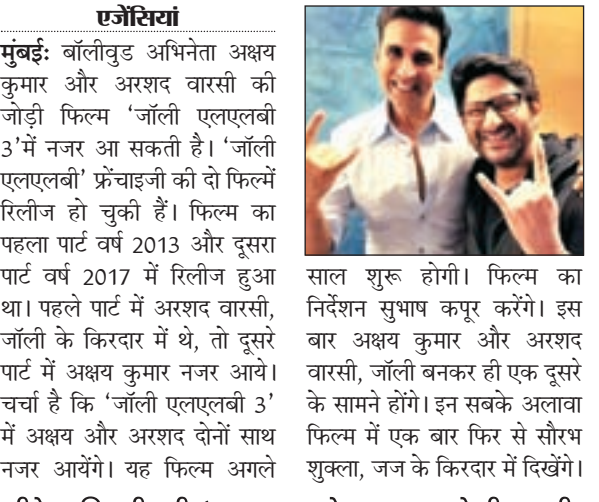 एजेंसियां
मुंबईः बॉलीवुड अभिनेता अक्षय
कुमार और अरशद वारसी की
जोड़ी फिल्म ‘जॉली एलएलबी
3’में नजर आ सकती है। ‘जॉली
एलएलबी’ फ्रेंचाइजी की दो फिल्में
रिलीज हो चुकी हैं। फिल्म का
पहला पार्ट वर्ष 2013 और दूसरा
पार्ट वर्ष 2017 में रिलीज हुआ
था। पहले पार्ट में अरशद वारसी,
जॉली के किरदार में थे, तो दूसरे
पार्ट में अक्षय कुमार नजर आये।
चर्चा है कि ‘जॉली एलएलबी 3’
में अक्षय और अरशद दोनों साथ
नजर आयेंगे। यह फिल्म अगले
साल शुरू होगी। फिल्म का
निर्देशन सुभाष कपूर करेंगे। इस
बार अक्षय कुमार और अरशद
वारसी, जॉली बनकर ही एक दूसरे
के सामने होंगे। इन सबके अलावा
फिल्म में एक बार फिर से सौरभ
शुक्ला, जज के किरदार में दिखेंगे।